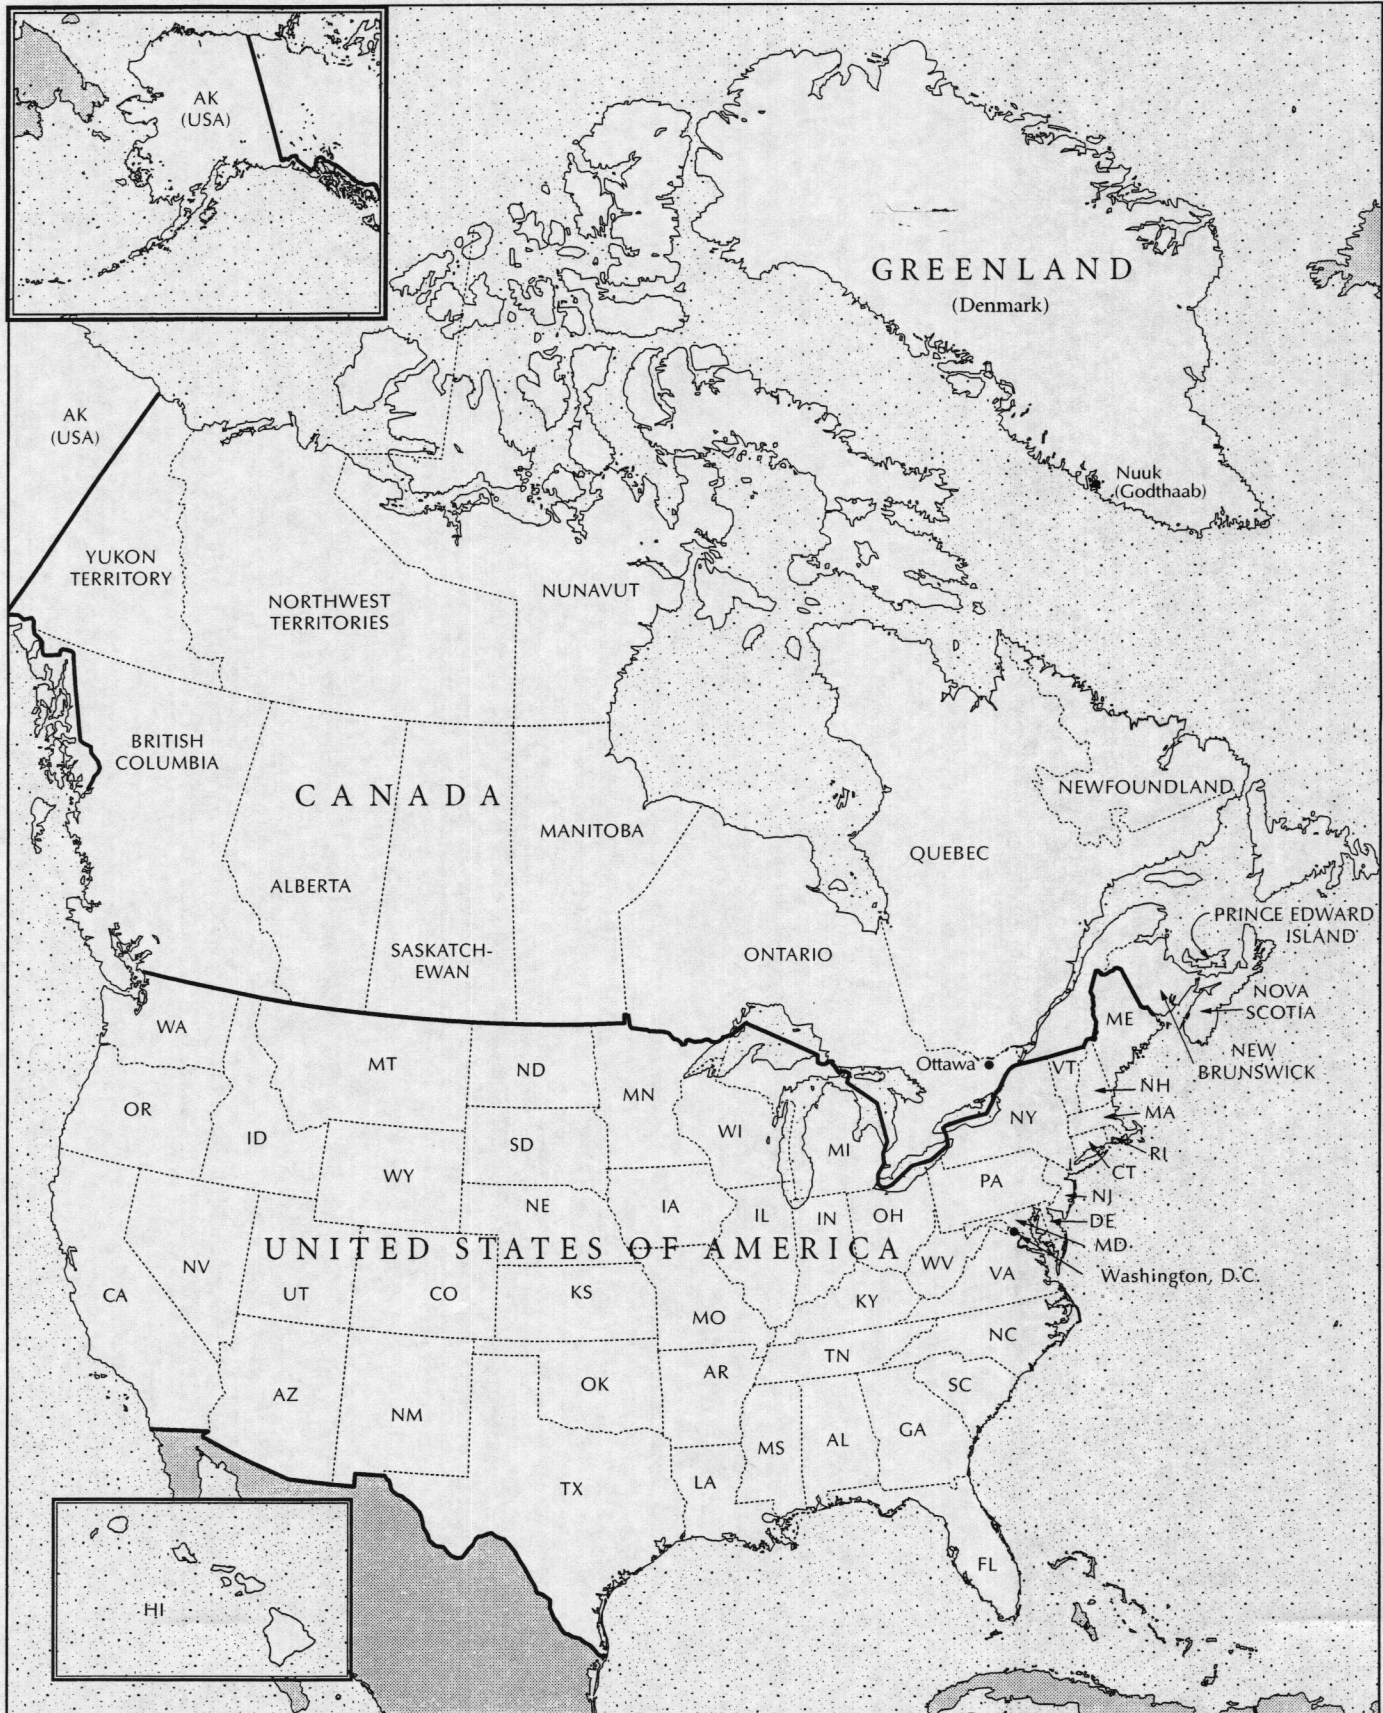 AK
(USA)
GREENLAND
(Denmark)
AK
(USA)
Nuuk
(Godthaab)
YUKON
TERRITORY
NORTHWEST
TERRITORIES
NUNAVUT
BRITISH
COLUMBIA
CANADA
NEWFOUNDLAND
MANITOBA
QUEBEC
ALBERTA
PRINCE EDWARD
ISLAND
SASKATCH-
EWAN
ONTARIO
NOVA
SCOTIA
NEW
BRUNSWICK
Ottawa
WA
MT
ND
MN
ME
VT
NH
OR
ID
SD
WI
MI
NY
MA
RI
CT
WY
NE
IA
IL
IN
OH
PA
NJ
DE
MD
Washington, D.C.
UNITED STATES OF AMERICA
NV
CA
UT
CO
KS
MO
KY
WV
VA
NC
TN
AZ
NM
OK
AR
SC
MS
AL
GA
TX
LA
FL
HI